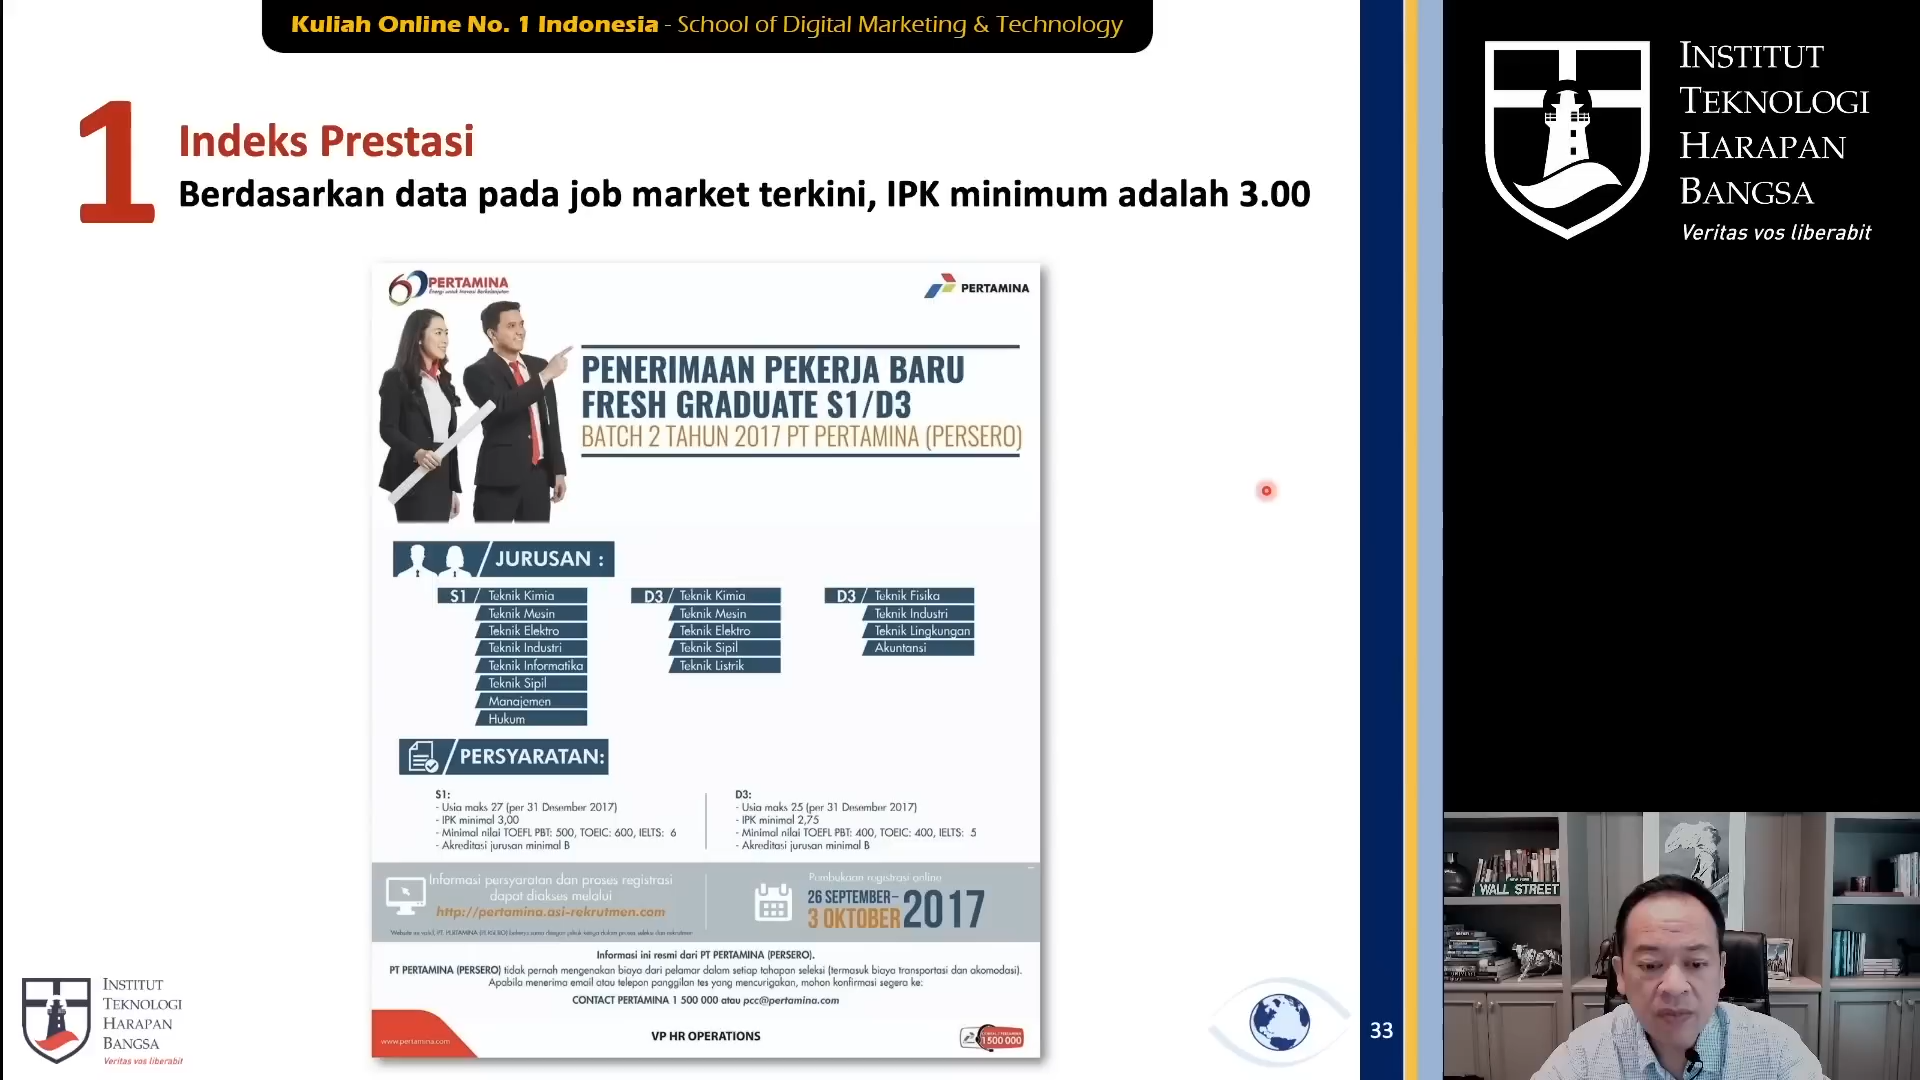 Kuliah Online No. 1 Indonesia - School of Digital Marketing & Technology
1
Indeks Prestasi
Berdasarkan data pada job market terkini, IPK minimum adalah 3.00
60 PERTAMINA
PERTAMINA
PENERIMAAN PEKERJA BARU
FRESH GRADUATE S1/D3
BATCH 2 TAHUN 2017 PT PERTAMINA (PERSERO)
JURUSAN :
S1 / Teknik Kimia
Teknik Mesin
Teknik Elektro
Teknik Industri
Teknik Informatika
Teknik Sipil
Manajemen
Hukum
D3 / Teknik Kimia
Teknik Mesin
Teknik Elektro
Teknik Sipil
Teknik Listrik
D3 / Teknik Fisika
Teknik Industri
Teknik Lingkungan
Akuntansi
PERSYARATAN:
S1:
- Usia maks 27 (per 31 Desember 2017)
- IPK minimal 3,00
- Minimal nilai TOEFL PBT: 500, TOEIC: 600, IELTS: 6
- Akreditasi jurusan minimal B
D3:
- Usia maks 25 (per 31 Desember 2017)
- IPK minimal 2,75
- Minimal nilai TOEFL PBT: 400, TOEIC: 400, IELTS: 5
- Akreditasi jurusan minimal B
Informasi persyaratan dan proses registrasi
dapat diakses melalui
http://pertamina.asi-rekrutmen.com
Pembukaan registrasi online
26 SEPTEMBER–
3 OKTOBER 2017
Informasi ini resmi dari PT PERTAMINA (PERSERO).
PT PERTAMINA (PERSERO) tidak pernah mengenakan biaya dari pelamar dalam setiap tahapan seleksi (termasuk biaya transportasi dan akomodasi).
Apabila menerima email atau telepon panggilan tes yang mencurigakan, mohon konfirmasi segera ke:
CONTACT PERTAMINA 1 500 000 atau pcc@pertamina.com
www.pertamina.com
VP HR OPERATIONS
1500 000
INSTITUT
TEKNOLOGI
HARAPAN
BANGSA
Veritas vos liberabit
33
INSTITUT
TEKNOLOGI
HARAPAN
BANGSA
Veritas vos liberabit
WALL STREET